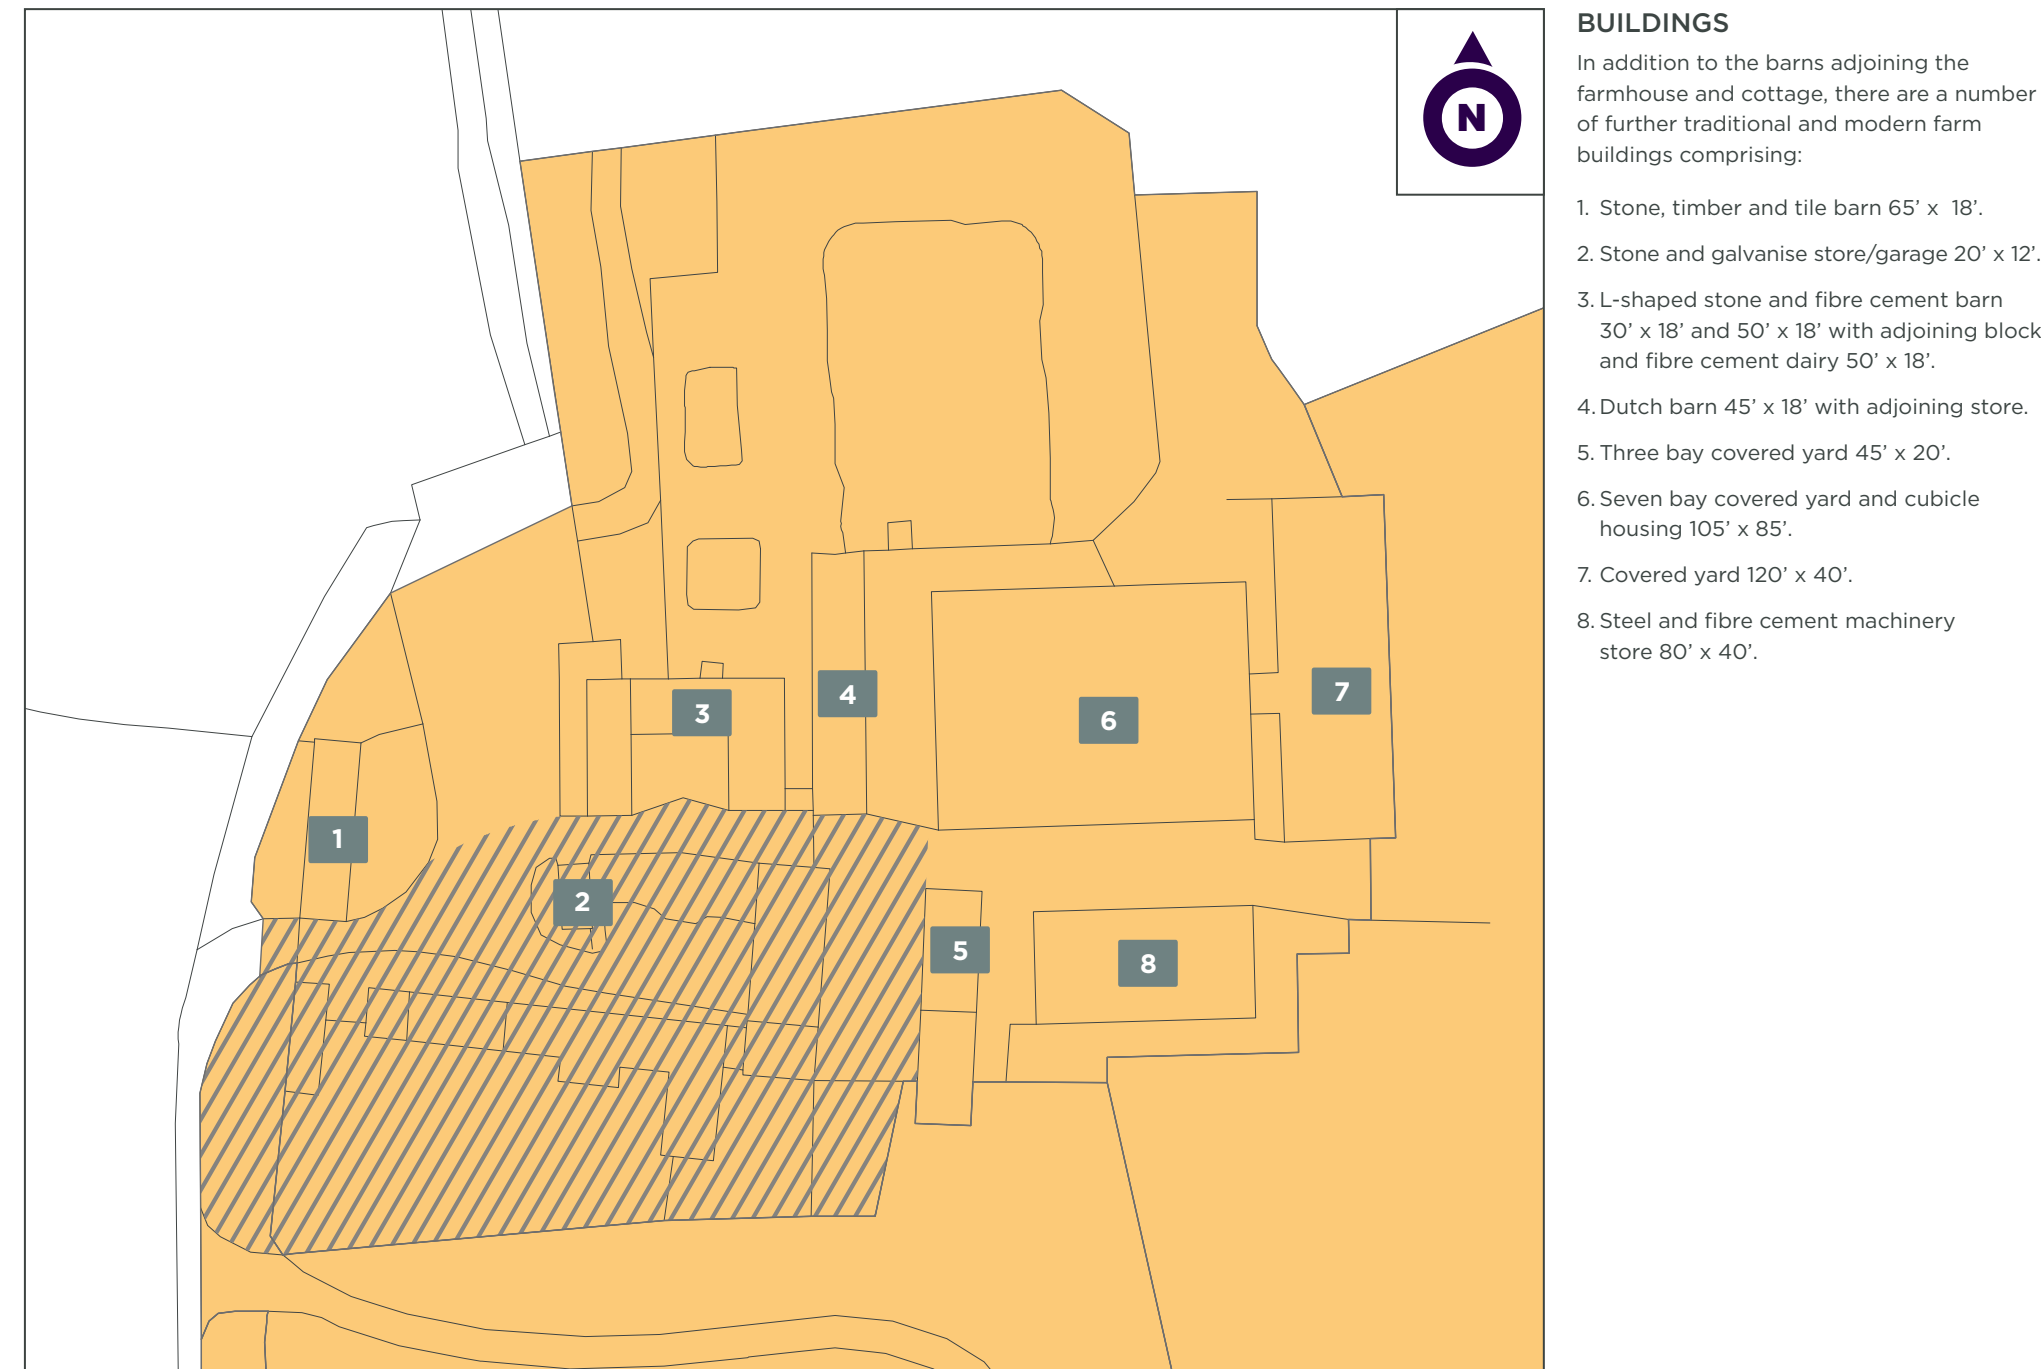 N
BUILDINGS
In addition to the barns adjoining the
farmhouse and cottage, there are a number
of further traditional and modern farm
buildings comprising:
1. Stone, timber and tile barn 65’ x 18’.
2. Stone and galvanise store/garage 20’ x 12’.
3. L-shaped stone and fibre cement barn
30’ x 18’ and 50’ x 18’ with adjoining block
and fibre cement dairy 50’ x 18’.
4. Dutch barn 45’ x 18’ with adjoining store.
5. Three bay covered yard 45’ x 20’.
6. Seven bay covered yard and cubicle
housing 105’ x 85’.
7. Covered yard 120’ x 40’.
8. Steel and fibre cement machinery
store 80’ x 40’.
3
4
6
7
1
2
5
8